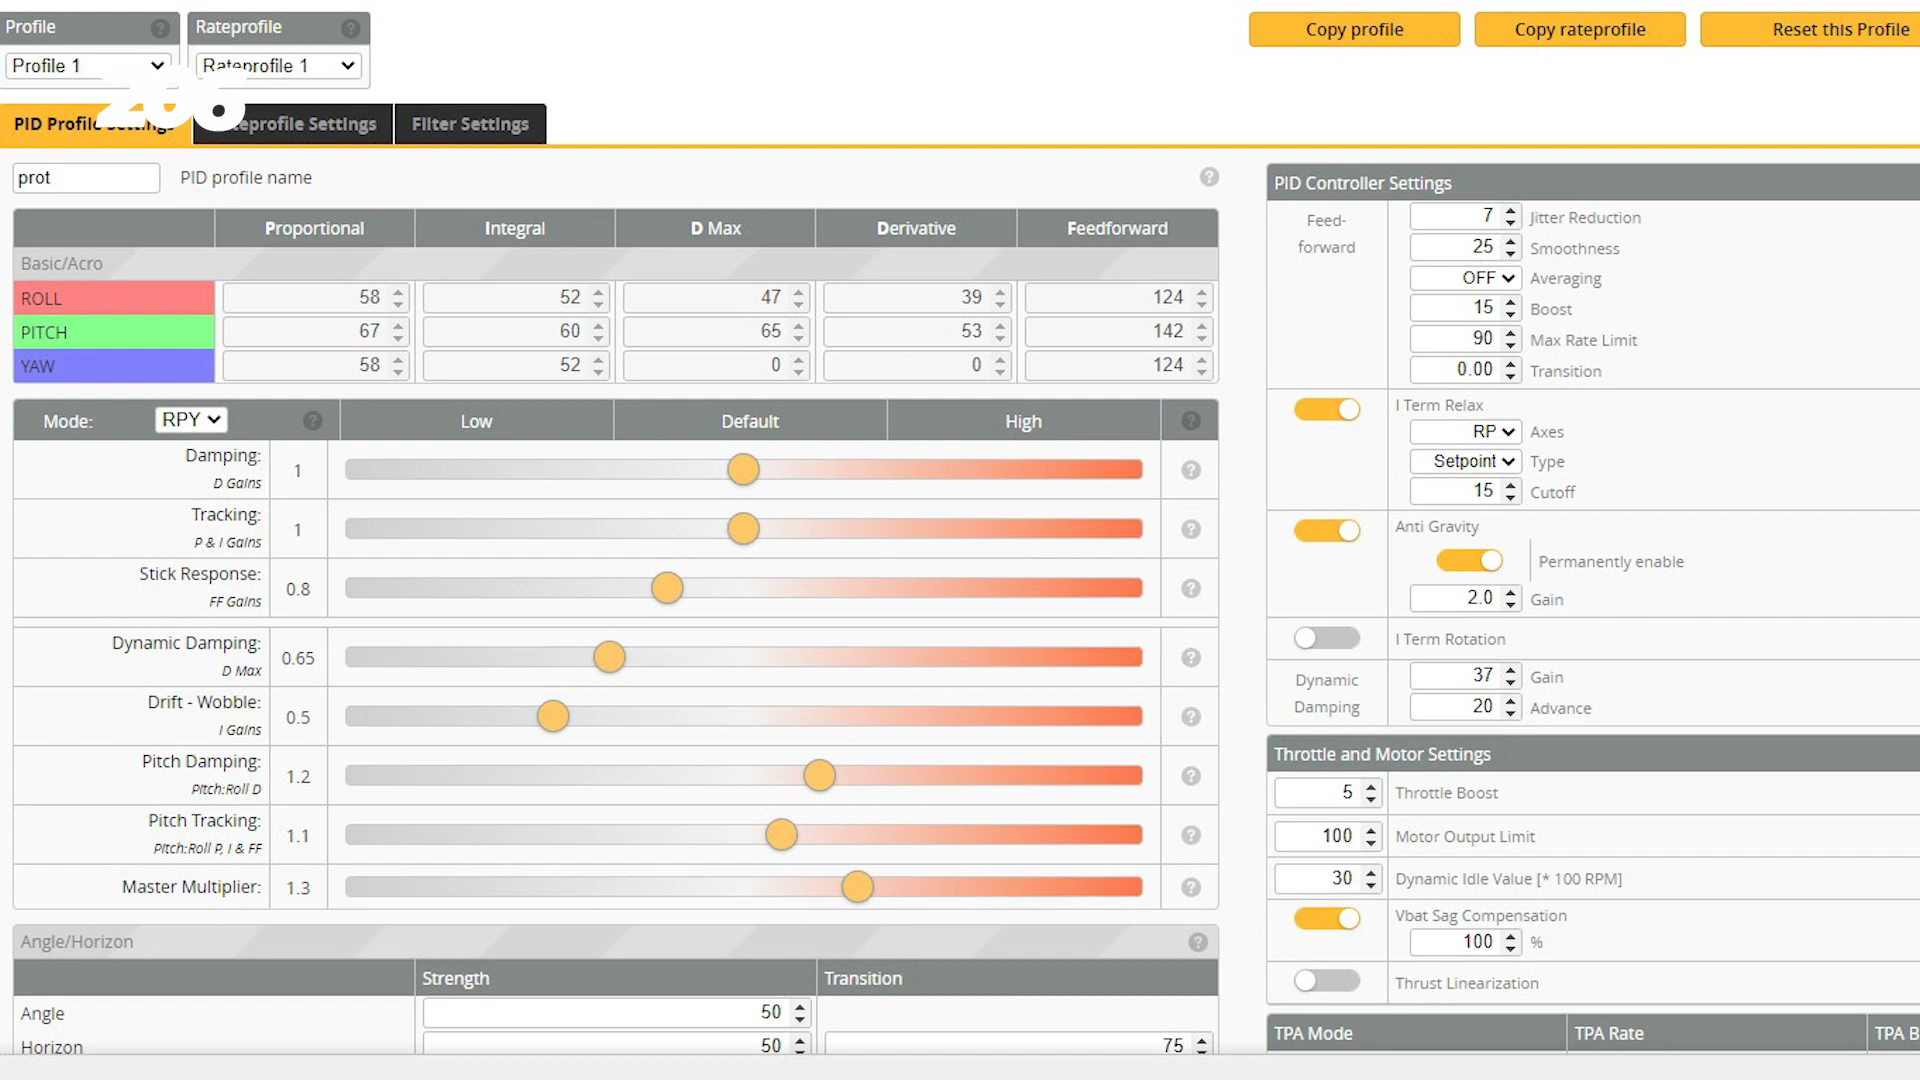 Profile
Rateprofile
Copy profile
Copy rateprofile
Reset this Profile
Profile 1
Rateprofile 1
206
PID Profile Settings
Rateprofile Settings
Filter Settings
prot
PID profile name
Proportional Integral D Max Derivative Feedforward
Basic/Acro
ROLL 58 52 47 39 124
PITCH 67 60 65 53 142
YAW 58 52 0 0 124
Mode: RPY Low Default High
Damping:
D Gains
1
Tracking:
P & I Gains
1
Stick Response:
FF Gains
0.8
Dynamic Damping:
D Max
0.65
Drift - Wobble:
I Gains
0.5
Pitch Damping:
Pitch:Roll D
1.2
Pitch Tracking:
Pitch:Roll P, I & FF
1.1
Master Multiplier: 1.3
Angle/Horizon
Strength Transition
Angle 50
Horizon 50 75
PID Controller Settings
Feed-
forward
7 Jitter Reduction
25 Smoothness
OFF Averaging
15 Boost
90 Max Rate Limit
0.00 Transition
I Term Relax
RP Axes
Setpoint Type
15 Cutoff
Anti Gravity
Permanently enable
2.0 Gain
I Term Rotation
Dynamic
Damping
37 Gain
20 Advance
Throttle and Motor Settings
5 Throttle Boost
100 Motor Output Limit
30 Dynamic Idle Value [* 100 RPM]
Vbat Sag Compensation
100 %
Thrust Linearization
TPA Mode TPA Rate TPA B